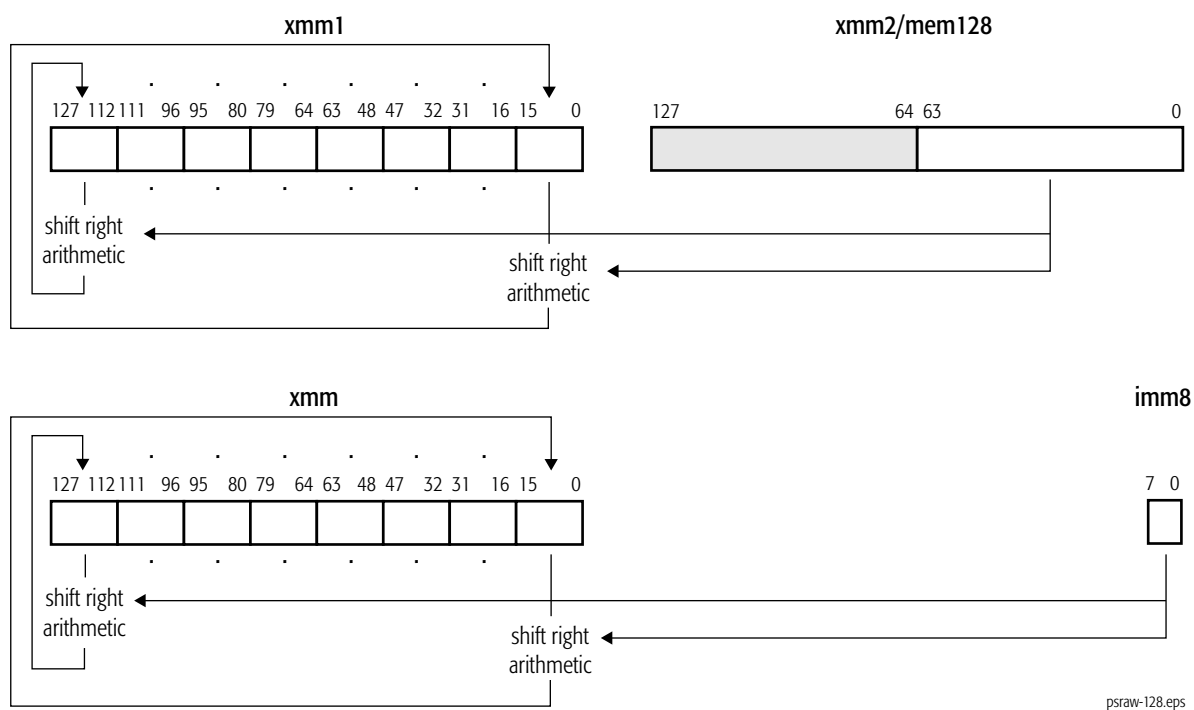 xmm1 xmm2/mem128
127 112 111 96 95 80 79 64 63 48 47 32 31 16 15 0 127 64 63 0
shift right
arithmetic
shift right
arithmetic
xmm imm8
127 112 111 96 95 80 79 64 63 48 47 32 31 16 15 0 7 0
shift right
arithmetic
shift right
arithmetic
psraw-128.eps